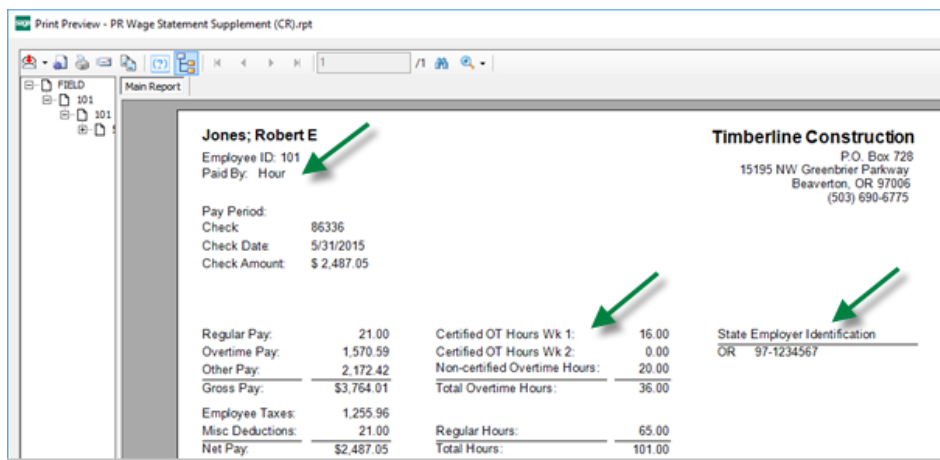 sage Print Preview - PR Wage Statement Supplement (CR).rpt
1 /1
FIELD
101
101
Main Report
Jones; Robert E
Employee ID: 101
Paid By: Hour
Timberline Construction
P.O. Box 728
15195 NW Greenbrier Parkway
Beaverton, OR 97006
(503) 690-6775
Pay Period:
Check 86336
Check Date 5/31/2015
Check Amount: $ 2,487.05
Regular Pay: 21.00 Certified OT Hours Wk 1: 16.00 State Employer Identification
Overtime Pay: 1,570.59 Certified OT Hours Wk 2: 0.00 OR 97-1234567
Other Pay: 2,172.42 Non-certified Overtime Hours: 20.00
Gross Pay: $3,764.01 Total Overtime Hours: 36.00
Employee Taxes: 1,255.96
Misc Deductions: 21.00 Regular Hours: 65.00
Net Pay: $2,487.05 Total Hours: 101.00